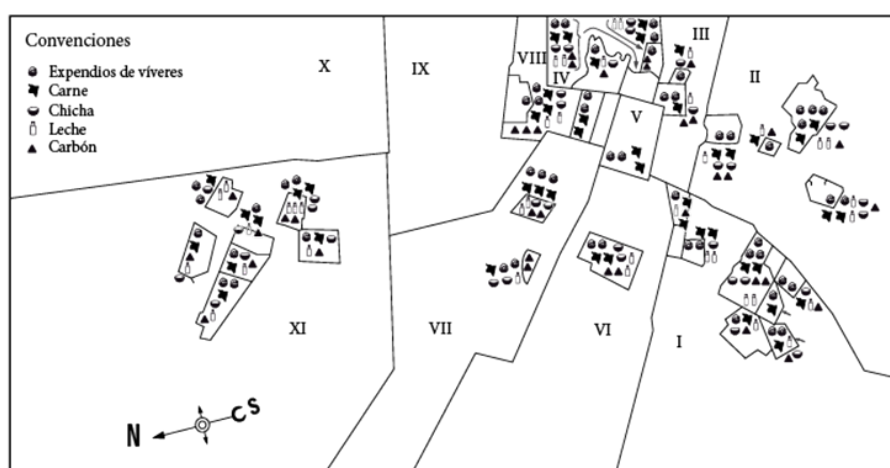 Convenciones
Expendios de víveres
Carne
Chicha
Leche
Carbón
X
IX
VIII
IV
III
II
V
XI
VII
VI
I
N
S